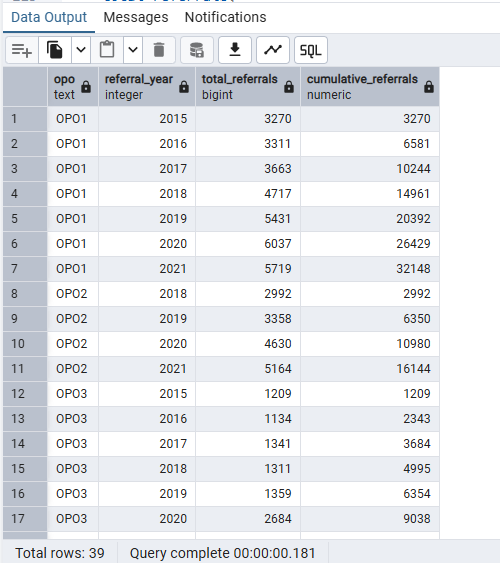 Data Output Messages Notifications
SQL
opo referral_year total_referrals cumulative_referrals
text integer bigint numeric
1 OPO1 2015 3270 3270
2 OPO1 2016 3311 6581
3 OPO1 2017 3663 10244
4 OPO1 2018 4717 14961
5 OPO1 2019 5431 20392
6 OPO1 2020 6037 26429
7 OPO1 2021 5719 32148
8 OPO2 2018 2992 2992
9 OPO2 2019 3358 6350
10 OPO2 2020 4630 10980
11 OPO2 2021 5164 16144
12 OPO3 2015 1209 1209
13 OPO3 2016 1134 2343
14 OPO3 2017 1341 3684
15 OPO3 2018 1311 4995
16 OPO3 2019 1359 6354
17 OPO3 2020 2684 9038
Total rows: 39 Query complete 00:00:00.181